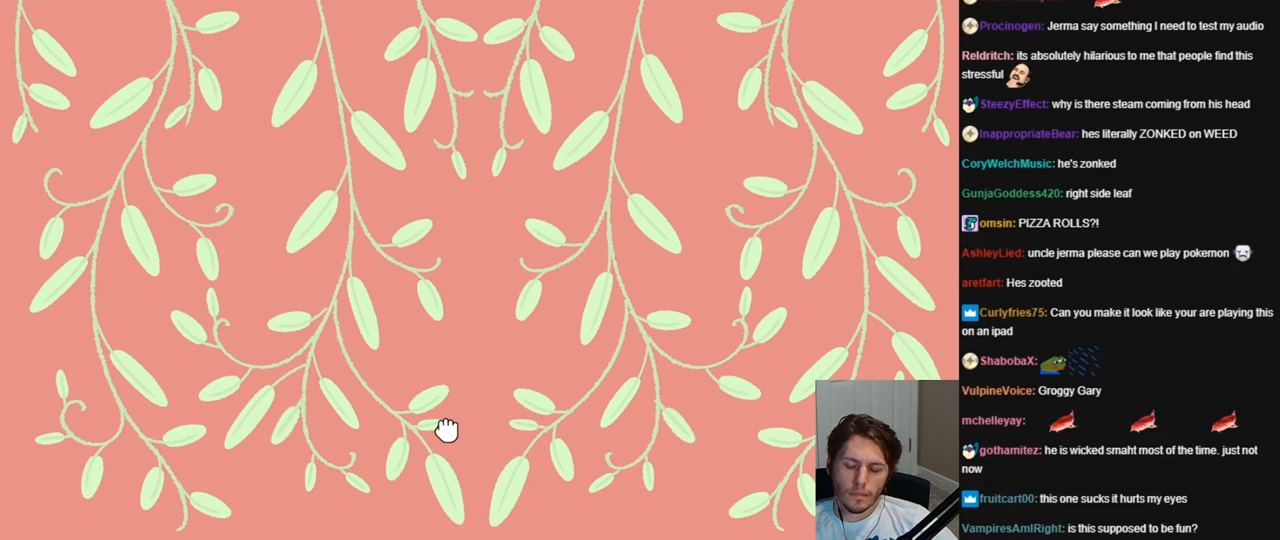 Procinogen: Jerma say something I need to test my audio
Reldritch: its absolutely hilarious to me that people find this
stressful
SteezyEffect: why is there steam coming from his head
InappropriateBear: hes literally ZONKED on WEED
CoryWelchMusic: he's zonked
GunjaGoddess420: right side leaf
omsin: PIZZA ROLLS?!
AshleyLied: uncle jerma please can we play pokemon
aretfart: Hes zooted
Curlyfries75: Can you make it look like your are playing this
on an ipad
ShabobaX:
VulpineVoice: Groggy Gary
mchelleyay:
gothamitez: he is wicked smaht most of the time. just not
now
fruitcart00: this one sucks it hurts my eyes
VampiresAmIRight: is this supposed to be fun?